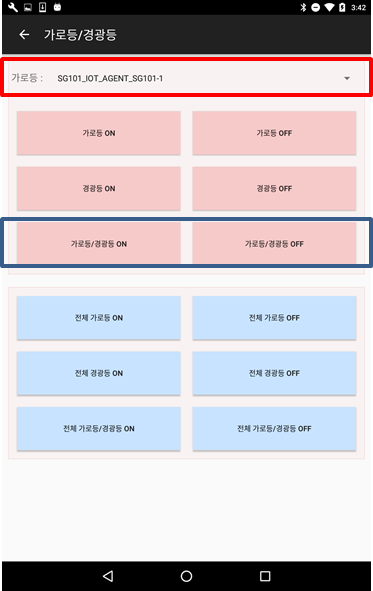 3:42
가로등/경광등
가로등 : SG101_IOT_AGENT_SG101-1
가로등 ON 가로등 OFF
경광등 ON 경광등 OFF
가로등/경광등 ON 가로등/경광등 OFF
전체 가로등 ON 전체 가로등 OFF
전체 경광등 ON 전체 경광등 OFF
전체 가로등/경광등 ON 전체 가로등/경광등 OFF